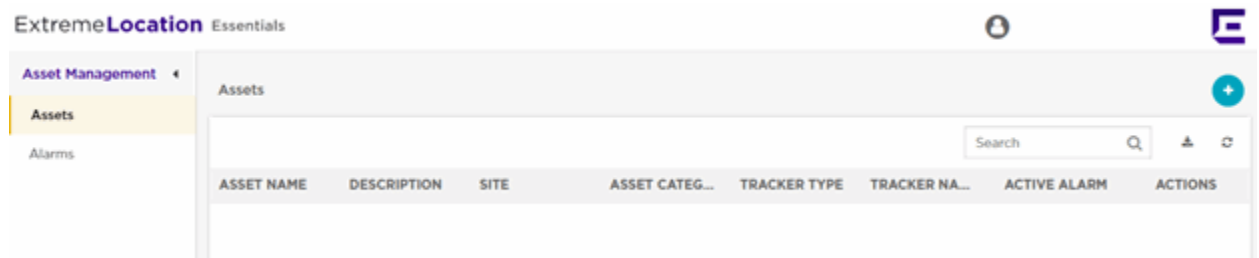 ExtremeLocation Essentials
Asset Management
Assets
Assets
Alarms
Search
ASSET NAME DESCRIPTION SITE ASSET CATEG... TRACKER TYPE TRACKER NA... ACTIVE ALARM ACTIONS